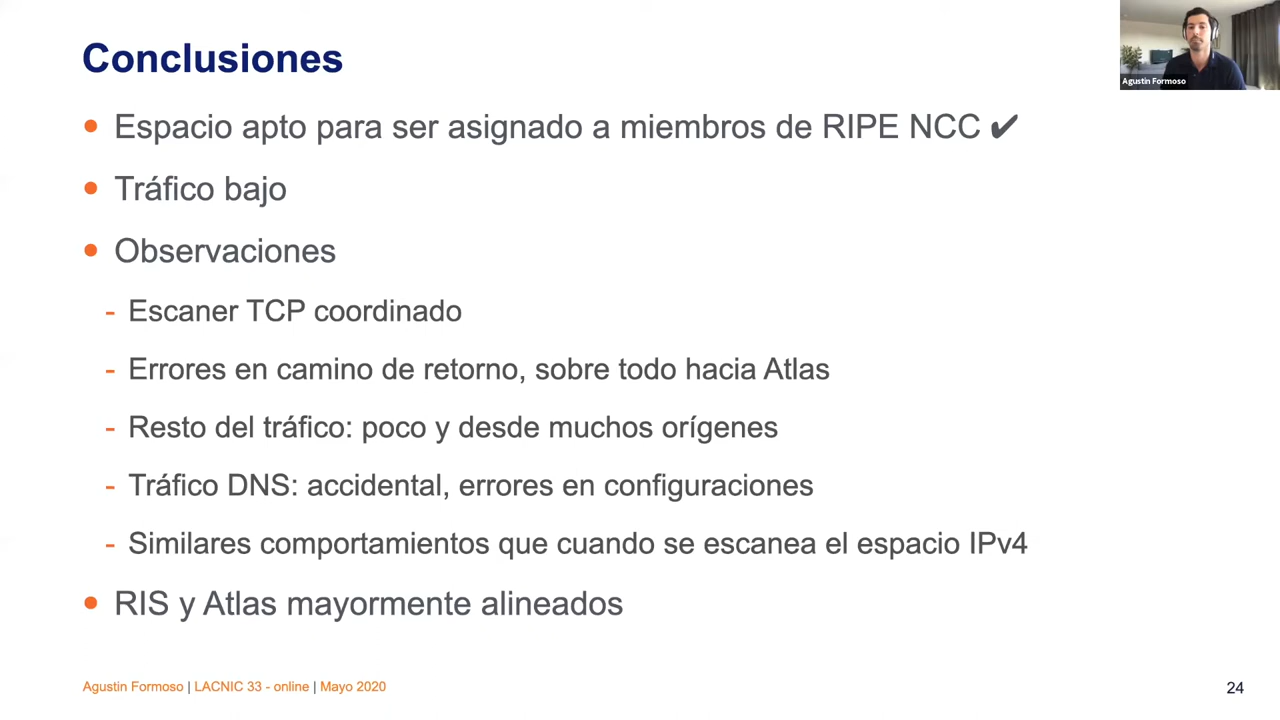 Conclusiones
Agustin Formoso
• Espacio apto para ser asignado a miembros de RIPE NCC ✔
• Tráfico bajo
• Observaciones
- Escaner TCP coordinado
- Errores en camino de retorno, sobre todo hacia Atlas
- Resto del tráfico: poco y desde muchos orígenes
- Tráfico DNS: accidental, errores en configuraciones
- Similares comportamientos que cuando se escanea el espacio IPv4
• RIS y Atlas mayormente alineados
Agustin Formoso | LACNIC 33 - online | Mayo 2020
24